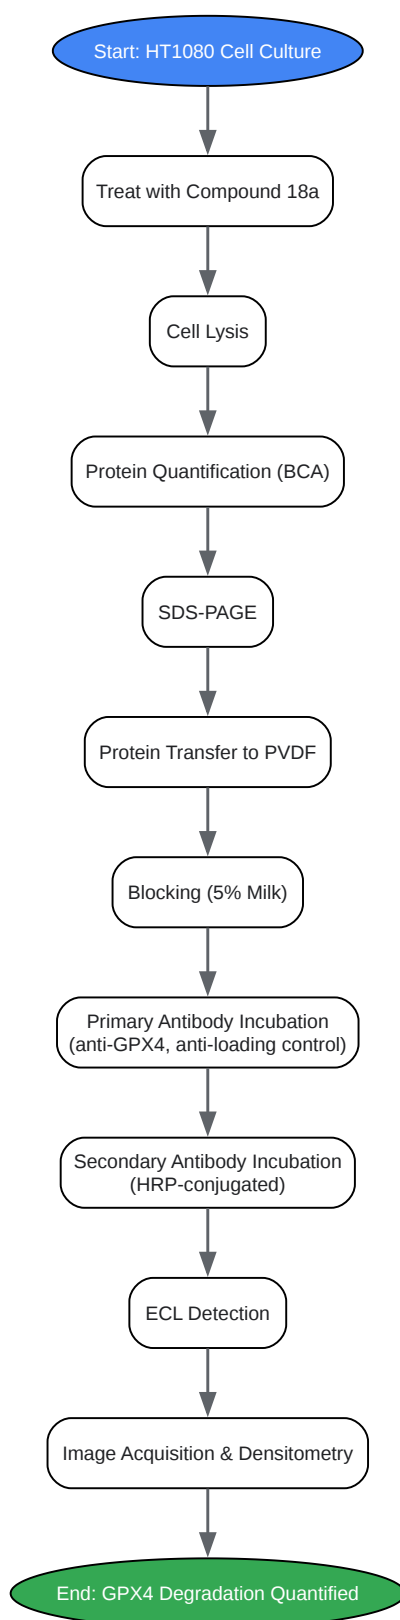 Start: HT1080 Cell Culture
Treat with Compound 18a
Cell Lysis
Protein Quantification (BCA)
SDS-PAGE
Protein Transfer to PVDF
Blocking (5% Milk)
Primary Antibody Incubation
(anti-GPX4, anti-loading control)
Secondary Antibody Incubation
(HRP-conjugated)
ECL Detection
Image Acquisition & Densitometry
End: GPX4 Degradation Quantified